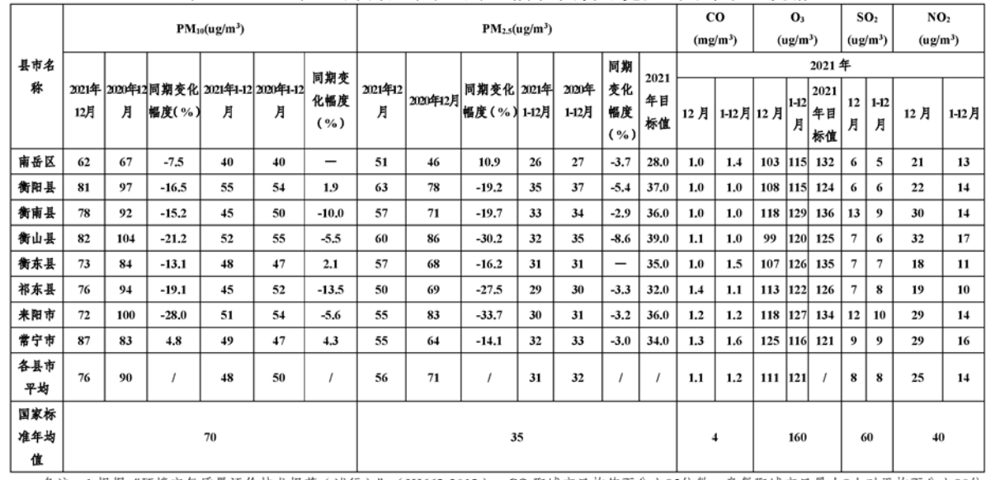 县市名称 PM₁₀(ug/m³) PM₂.₅(ug/m³) CO (mg/m³) O₃ (ug/m³) SO₂ (ug/m³) NO₂ (ug/m³)
2021年
2021年12月 2020年12月 同期变化幅度(%) 2021年1-12月 2020年1-12月 同期变化幅度(%) 2021年12月 2020年12月 同期变化幅度(%) 2021年1-12月 2020年1-12月 同期变化幅度(%) 2021年目标值 12月 1-12月 12月 1-12月 2021年目标值 12月 1-12月 12月 1-12月
南岳区 62 67 -7.5 40 40 — 51 46 10.9 26 27 -3.7 28.0 1.0 1.4 103 115 132 6 5 21 13
衡阳县 81 97 -16.5 55 54 1.9 63 78 -19.2 35 37 -5.4 37.0 1.0 1.0 108 115 124 6 6 22 14
衡南县 78 92 -15.2 45 50 -10.0 57 71 -19.7 33 34 -2.9 36.0 1.0 1.0 118 129 136 13 9 30 14
衡山县 82 104 -21.2 52 55 -5.5 60 86 -30.2 32 35 -8.6 39.0 1.1 1.0 99 120 125 7 6 32 17
衡东县 73 84 -13.1 48 47 2.1 57 68 -16.2 31 31 — 35.0 1.0 1.5 107 126 135 7 7 18 11
祁东县 76 94 -19.1 45 52 -13.5 50 69 -27.5 29 30 -3.3 32.0 1.4 1.1 113 122 126 7 8 19 10
耒阳市 72 100 -28.0 51 54 -5.6 55 83 -33.7 30 31 -3.2 36.0 1.2 1.2 118 127 134 12 10 29 14
常宁市 87 83 4.8 49 47 4.3 55 64 -14.1 32 33 -3.0 34.0 1.3 1.6 125 116 121 9 9 29 16
各县市平均 76 90 / 48 50 / 56 71 / 31 32 / / 1.1 1.2 111 121 / 8 8 25 14
国家标准年均值 70 35 4 160 60 40